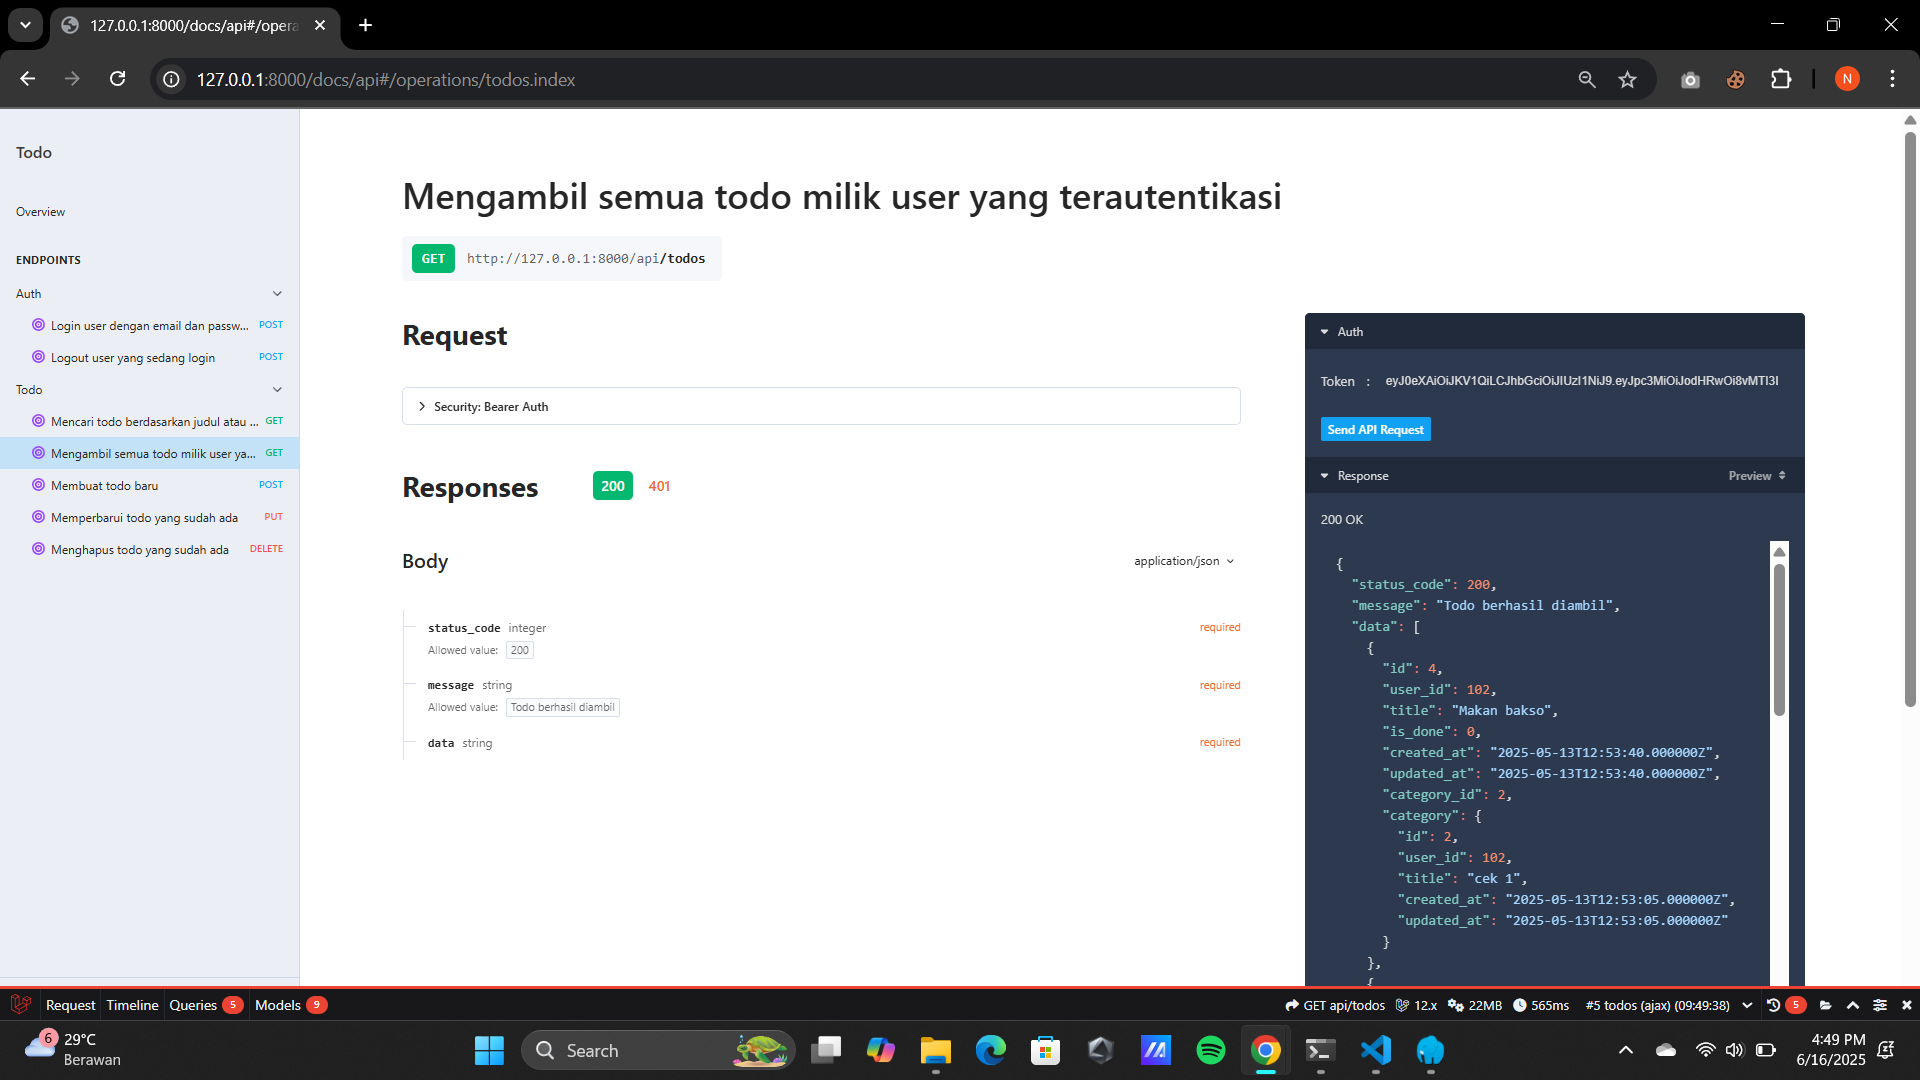 127.0.0.1:8000/docs/api#/opera
127.0.0.1:8000/docs/api#/operations/todos.index
N
Todo
Overview
ENDPOINTS
Auth
Login user dengan email dan passw... POST
Logout user yang sedang login POST
Todo
Mencari todo berdasarkan judul atau ... GET
Mengambil semua todo milik user ya... GET
Membuat todo baru POST
Memperbarui todo yang sudah ada PUT
Menghapus todo yang sudah ada DELETE
Mengambil semua todo milik user yang terautentikasi
GET http://127.0.0.1:8000/api/todos
Request
Security: Bearer Auth
Responses 200 401
Body application/json
status_code integer required
Allowed value: 200
message string required
Allowed value: Todo berhasil diambil
data string required
Auth
Token : eyJ0eXAiOiJKV1QiLCJhbGciOiJIUzI1NiJ9.eyJpc3MiOiJodHRwOi8vMTI3I
Send API Request
Response Preview
200 OK
{
"status_code": 200,
"message": "Todo berhasil diambil",
"data": [
{
"id": 4,
"user_id": 102,
"title": "Makan bakso",
"is_done": 0,
"created_at": "2025-05-13T12:53:40.000000Z",
"updated_at": "2025-05-13T12:53:40.000000Z",
"category_id": 2,
"category": {
"id": 2,
"user_id": 102,
"title": "cek 1",
"created_at": "2025-05-13T12:53:05.000000Z",
"updated_at": "2025-05-13T12:53:05.000000Z"
}
},
{
Request Timeline Queries 5 Models 9 GET api/todos 12.x 22MB 565ms #5 todos (ajax) (09:49:38) 5
6 29°C
Berawan
Search
4:49 PM
6/16/2025